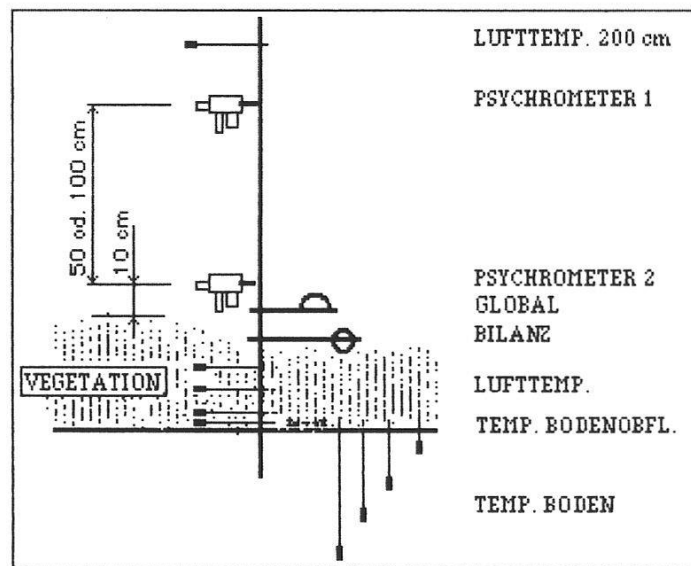 LUFTTEMP. 200 cm
PSYCHROMETER 1
50 od. 100 cm
10 cm
PSYCHROMETER 2
GLOBAL
BILANZ
VEGETATION
LUFTTEMP.
TEMP. BODENOBFL.
TEMP. BODEN